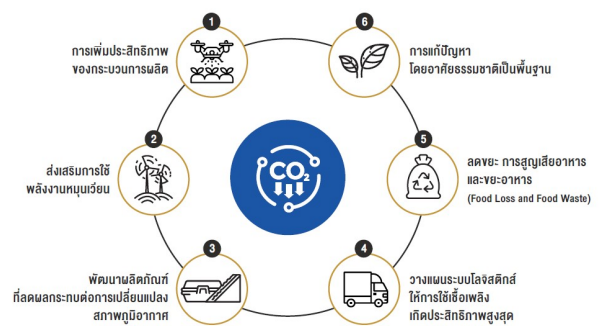 1
การเพิ่มประสิทธิภาพ
ของกระบวนการผลิต
2
ส่งเสริมการใช้
พลังงานหมุนเวียน
3
พัฒนาผลิตภัณฑ์
ที่ลดผลกระทบต่อการเปลี่ยนแปลง
สภาพภูมิอากาศ
4
วางแผนระบบโลจิสติกส์
ให้การใช้เชื้อเพลิง
เกิดประสิทธิภาพสูงสุด
5
ลดขยะ การสูญเสียอาหาร
และขยะอาหาร
(Food Loss and Food Waste)
6
การแก้ปัญหา
โดยอาศัยธรรมชาติเป็นพื้นฐาน
CO2